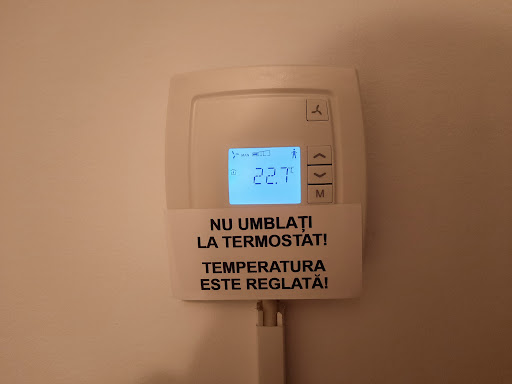 22.7°C
M
NU UMBLAȚI
LA TERMOSTAT!
TEMPERATURA
ESTE REGLATĂ!